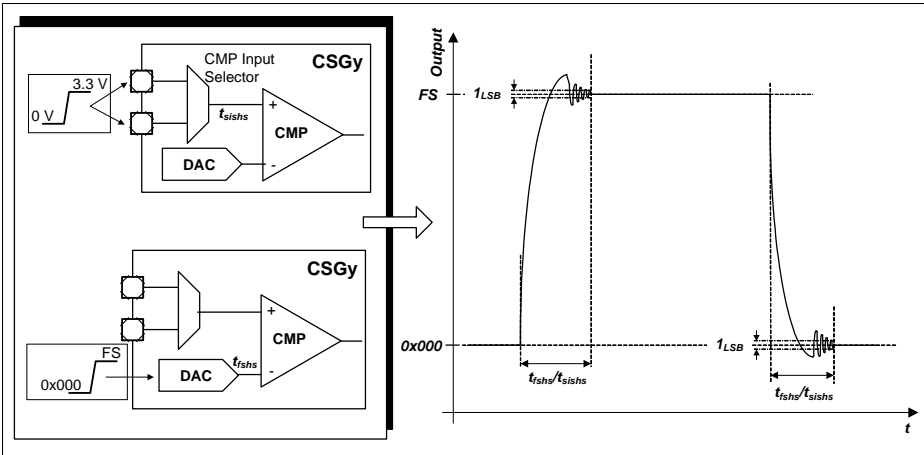 CMP Input
Selector
CSGy
3.3 V
0 V
t_sishs
+
CMP
-
DAC
CSGy
+
CMP
-
FS
0x000
t_fshs
DAC
Output
FS
1_LSB
0x000
1_LSB
t_fshs/t_sishs
t_fshs/t_sishs
t